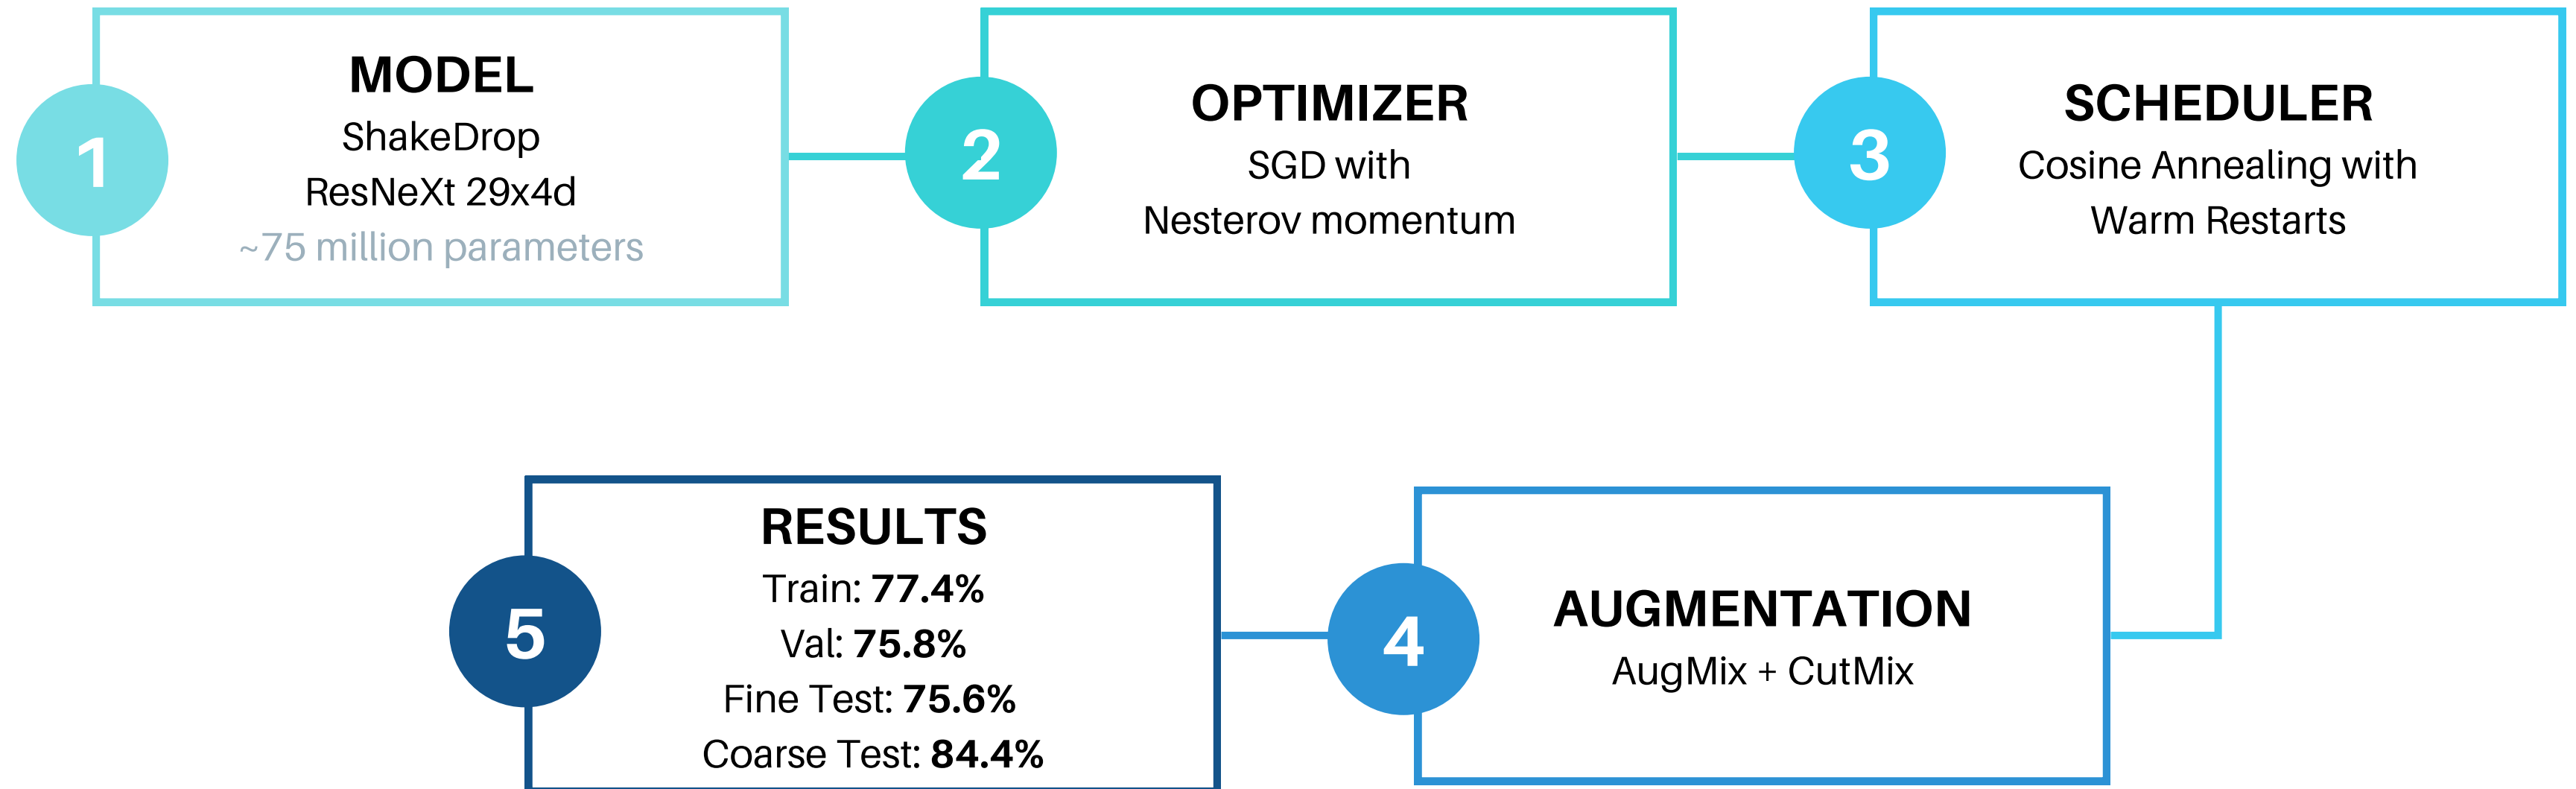 1
MODEL
ShakeDrop
ResNeXt 29x4d
~75 million parameters
2
OPTIMIZER
SGD with
Nesterov momentum
3
SCHEDULER
Cosine Annealing with
Warm Restarts
4
AUGMENTATION
AugMix + CutMix
5
RESULTS
Train: 77.4%
Val: 75.8%
Fine Test: 75.6%
Coarse Test: 84.4%